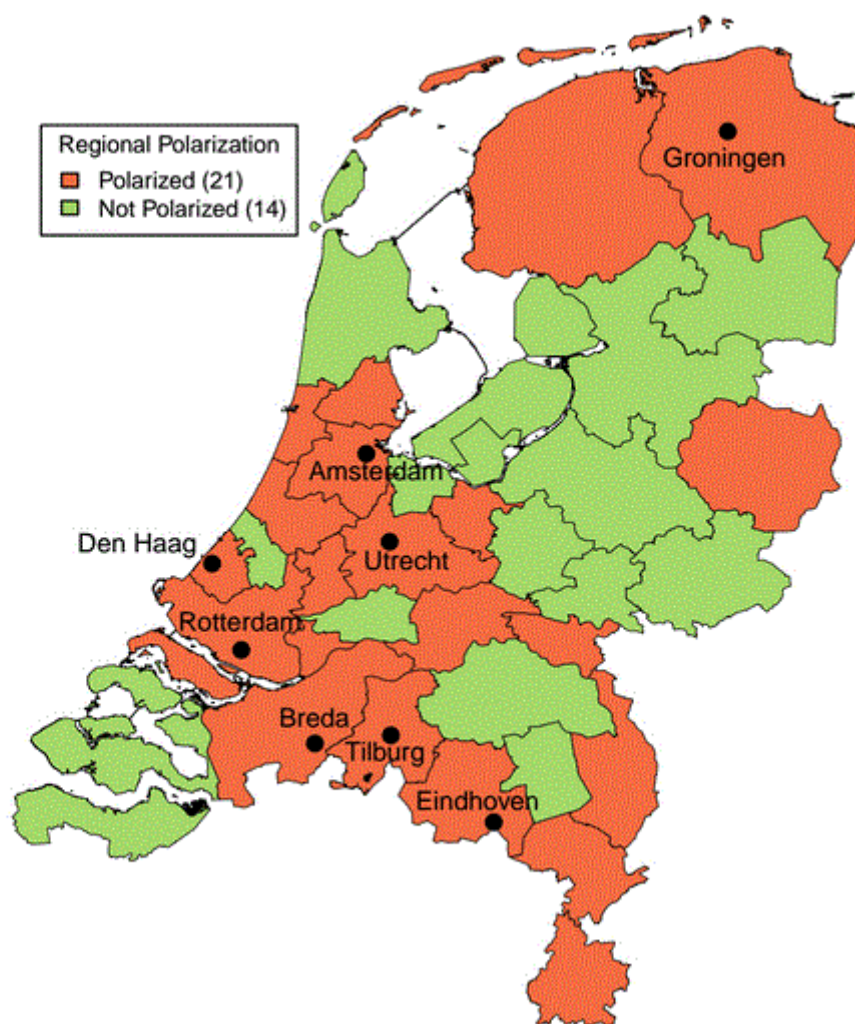 Regional Polarization
Polarized (21)
Not Polarized (14)
Groningen
Amsterdam
Den Haag
Utrecht
Rotterdam
Breda
Tilburg
Eindhoven